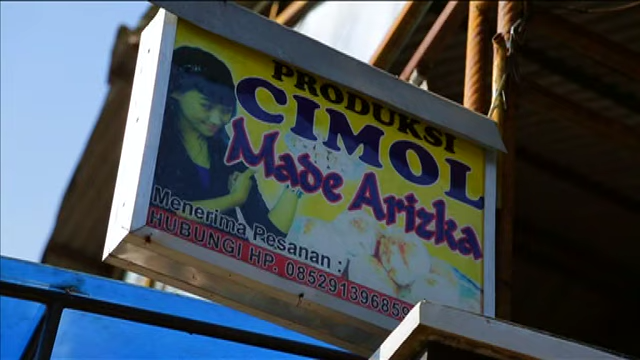 PRODUKSI
CIMOL
Made Arizka
Menerima Pesanan :
HUBUNGI HP. 085291396859